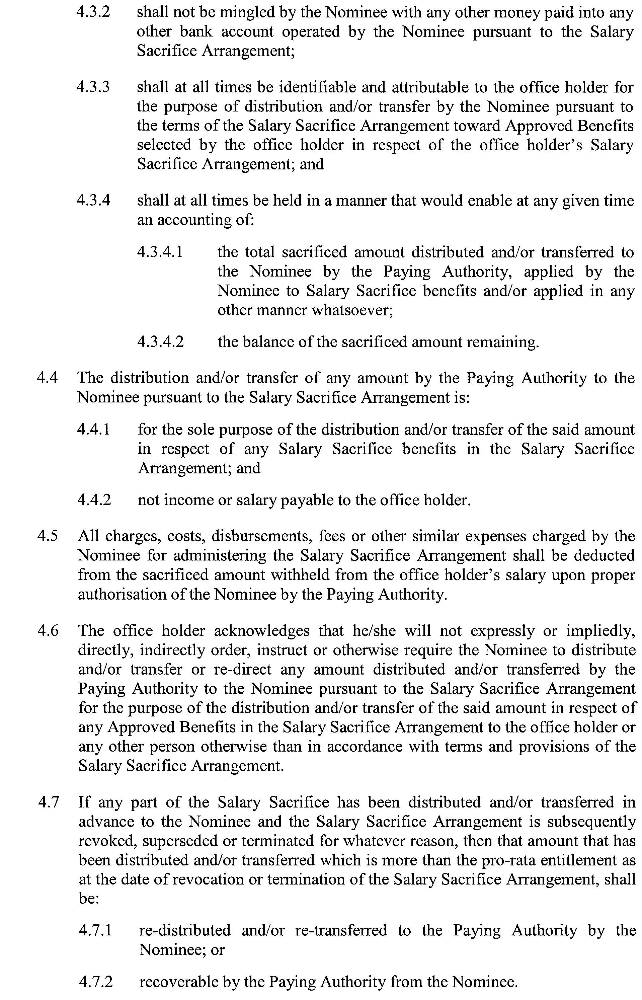 4.3.2 shall not be mingled by the Nominee with any other money paid into any
other bank account operated by the Nominee pursuant to the Salary
Sacrifice Arrangement;
4.3.3 shall at all times be identifiable and attributable to the office holder for
the purpose of distribution and/or transfer by the Nominee pursuant to
the terms of the Salary Sacrifice Arrangement toward Approved Benefits
selected by the office holder in respect of the office holder’s Salary
Sacrifice Arrangement; and
4.3.4 shall at all times be held in a manner that would enable at any given time
an accounting of:
4.3.4.1 the total sacrificed amount distributed and/or transferred to
the Nominee by the Paying Authority, applied by the
Nominee to Salary Sacrifice benefits and/or applied in any
other manner whatsoever;
4.3.4.2 the balance of the sacrificed amount remaining.
4.4 The distribution and/or transfer of any amount by the Paying Authority to the
Nominee pursuant to the Salary Sacrifice Arrangement is:
4.4.1 for the sole purpose of the distribution and/or transfer of the said amount
in respect of any Salary Sacrifice benefits in the Salary Sacrifice
Arrangement; and
4.4.2 not income or salary payable to the office holder.
4.5 All charges, costs, disbursements, fees or other similar expenses charged by the
Nominee for administering the Salary Sacrifice Arrangement shall be deducted
from the sacrificed amount withheld from the office holder’s salary upon proper
authorisation of the Nominee by the Paying Authority.
4.6 The office holder acknowledges that he/she will not expressly or impliedly,
directly, indirectly order, instruct or otherwise require the Nominee to distribute
and/or transfer or re-direct any amount distributed and/or transferred by the
Paying Authority to the Nominee pursuant to the Salary Sacrifice Arrangement
for the purpose of the distribution and/or transfer of the said amount in respect of
any Approved Benefits in the Salary Sacrifice Arrangement to the office holder or
any other person otherwise than in accordance with terms and provisions of the
Salary Sacrifice Arrangement.
4.7 If any part of the Salary Sacrifice has been distributed and/or transferred in
advance to the Nominee and the Salary Sacrifice Arrangement is subsequently
revoked, superseded or terminated for whatever reason, then that amount that has
been distributed and/or transferred which is more than the pro-rata entitlement as
at the date of revocation or termination of the Salary Sacrifice Arrangement, shall
be:
4.7.1 re-distributed and/or re-transferred to the Paying Authority by the
Nominee; or
4.7.2 recoverable by the Paying Authority from the Nominee.